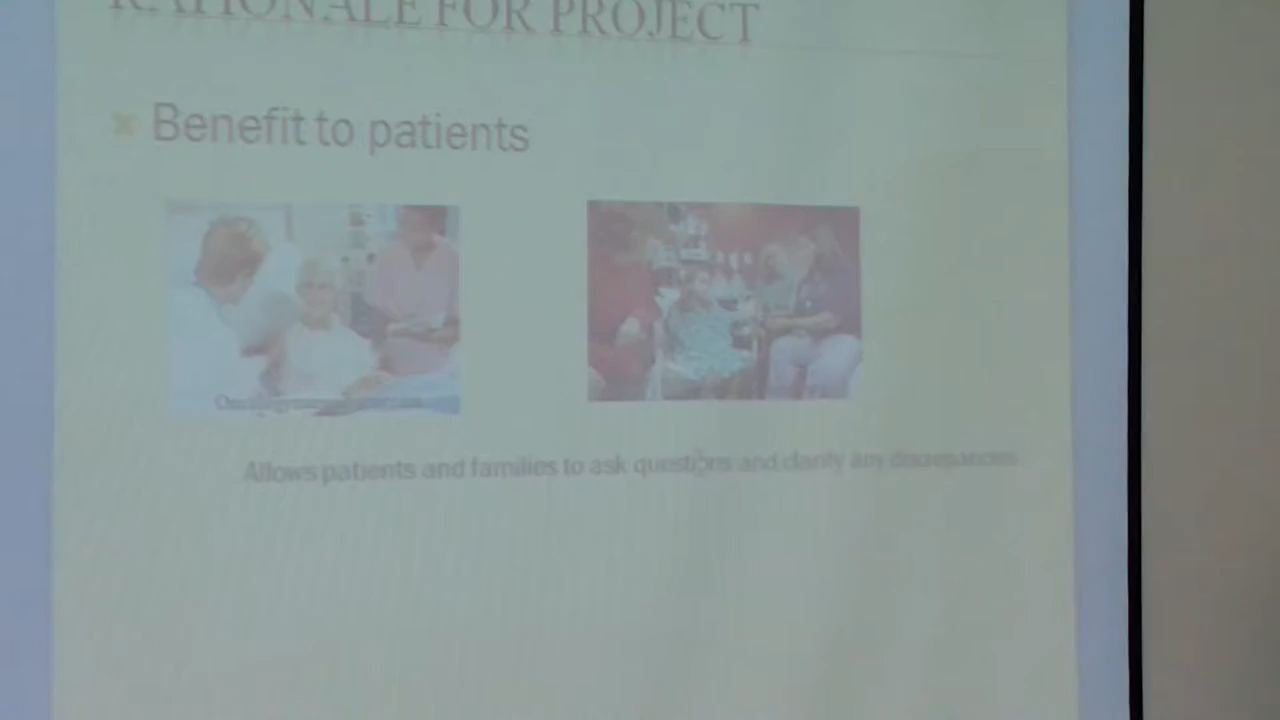 RATIONALE FOR PROJECT
Benefit to patients
Allows patients and families to ask questions and clarify any discrepancies